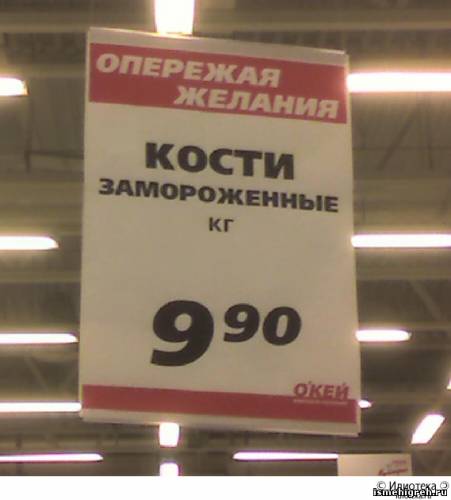 ОПЕРЕЖАЯ
ЖЕЛАНИЯ
КОСТИ
ЗАМОРОЖЕННЫЕ
КГ
9 90
О'КЕЙ
© Идиотека